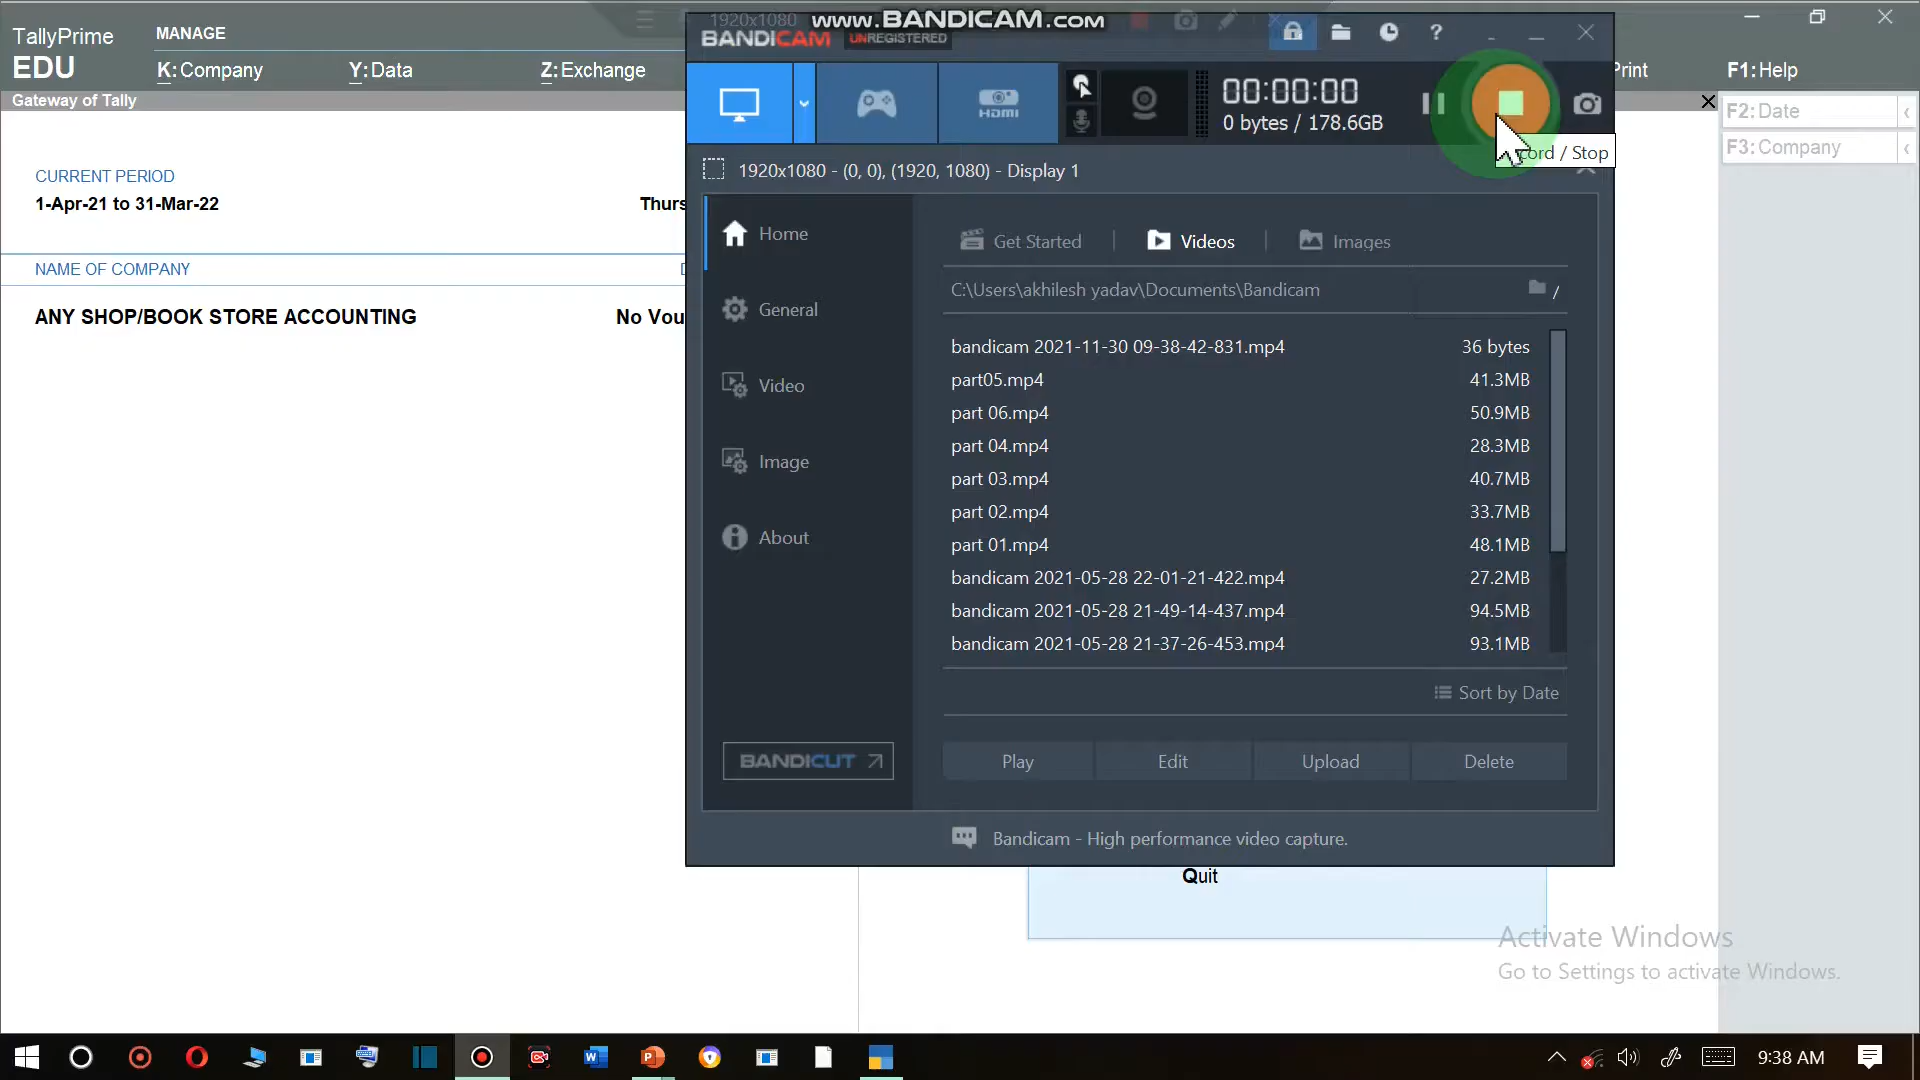 TallyPrime
EDU
MANAGE
K:Company
Y:Data
Z:Exchange
Print
F1:Help
Gateway of Tally
F2:Date
F3:Company
CURRENT PERIOD
1-Apr-21 to 31-Mar-22
NAME OF COMPANY
ANY SHOP/BOOK STORE ACCOUNTING
No Vou
1920x1080
www.BANDICAM.com
BANDICAM
UNREGISTERED
HDMI
00:00:00
0 bytes / 178.6GB
1920x1080 - (0, 0), (1920, 1080) - Display 1
Home
General
Video
Image
About
BANDICUT
Get Started
Videos
Images
C:\Users\akhilesh yadav\Documents\Bandicam
/
bandicam 2021-11-30 09-38-42-831.mp4 36 bytes
part05.mp4 41.3MB
part 06.mp4 50.9MB
part 04.mp4 28.3MB
part 03.mp4 40.7MB
part 02.mp4 33.7MB
part 01.mp4 48.1MB
bandicam 2021-05-28 22-01-21-422.mp4 27.2MB
bandicam 2021-05-28 21-49-14-437.mp4 94.5MB
bandicam 2021-05-28 21-37-26-453.mp4 93.1MB
Sort by Date
Play Edit Upload Delete
Bandicam - High performance video capture.
Quit
Activate Windows
Go to Settings to activate Windows.
9:38 AM